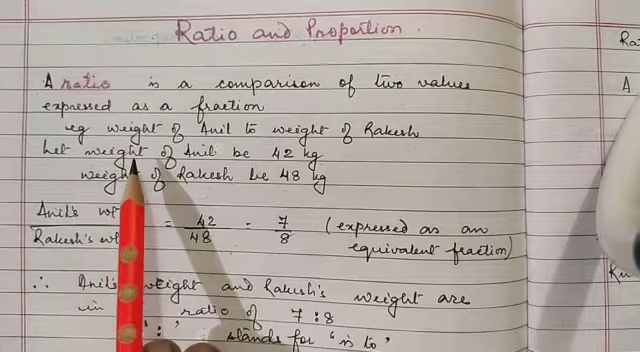 Ratio and Proportion
A ratio is a comparison of two values
expressed as a fraction
eg weight of Anil to weight of Rakesh
Let weight of Anil be 42 kg
weight of Rakesh be 48 kg
Anil's / Rakesh's = 42/48 = 7/8 (expressed as an
equivalent fraction)
∴ Anil's weight and Rakesh's weight are
in ratio of 7:8
':' stands for 'is to'
Ra
A